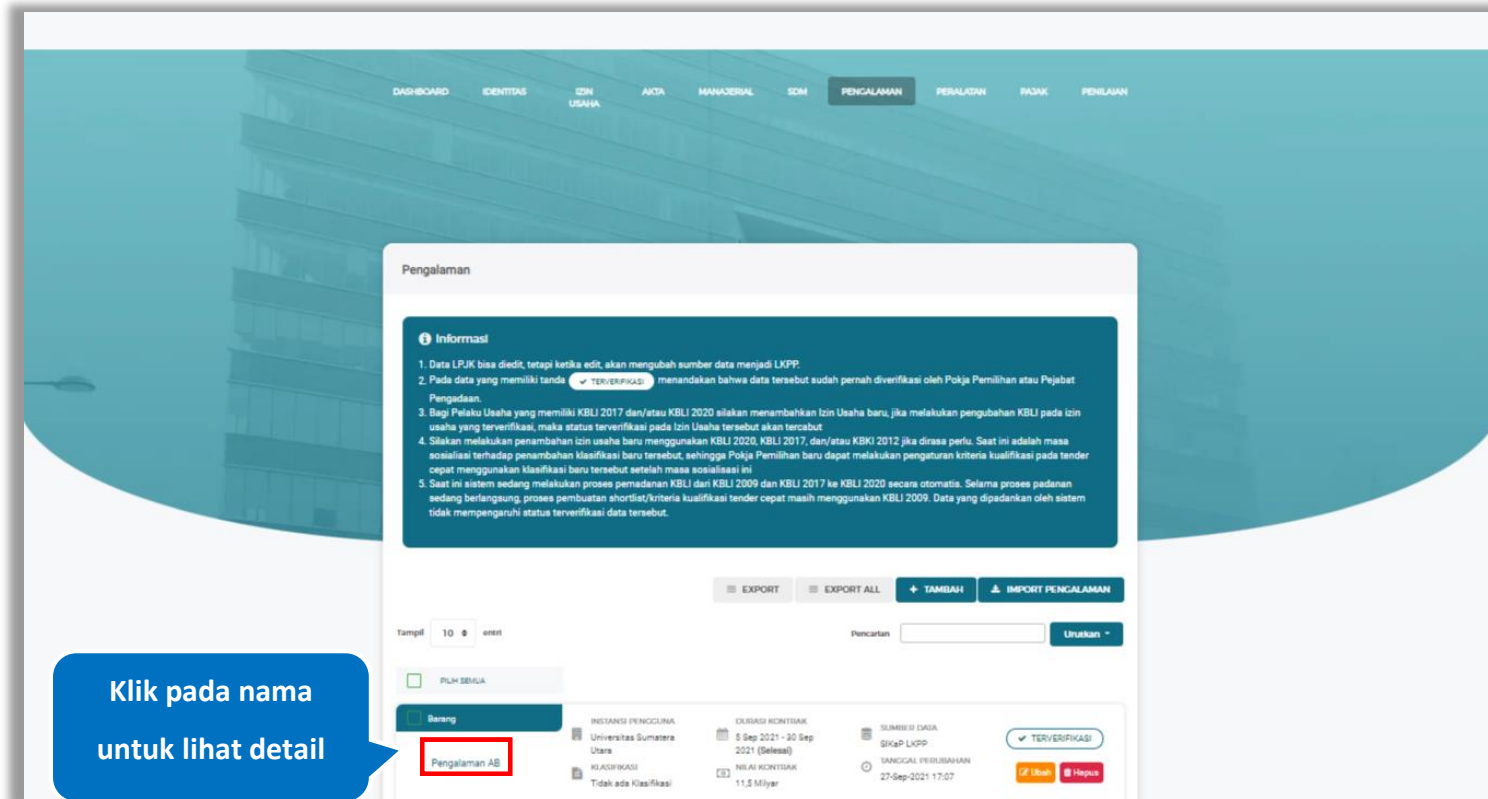 DASHBOARD IDENTITAS IZIN USAHA AKTA MANAJERIAL SDM PENGALAMAN PERALATAN PAJAK PENILAIAN
Pengalaman
Informasi
1. Data LPJK bisa diedit, tetapi ketika edit, akan mengubah sumber data menjadi LKPP.
2. Pada data yang memiliki tanda TERVERIFIKASI menandakan bahwa data tersebut sudah pernah diverifikasi oleh Pokja Pemilihan atau Pejabat
Pengadaan.
3. Bagi Pelaku Usaha yang memiliki KBLI 2017 dan/atau KBLI 2020 silakan menambahkan Izin Usaha baru, jika melakukan pengubahan KBLI pada izin
usaha yang terverifikasi, maka status terverifikasi pada Izin Usaha tersebut akan tercabut
4. Silakan melakukan penambahan izin usaha baru menggunakan KBLI 2020, KBLI 2017, dan/atau KBKI 2012 jika dirasa perlu. Saat ini adalah masa
sosialiasi terhadap penambahan klasifikasi baru tersebut, sehingga Pokja Pemilihan baru dapat melakukan pengaturan kriteria kualifikasi pada tender
cepat menggunakan klasifikasi baru tersebut setelah masa sosialisasi ini
5. Saat ini sistem sedang melakukan proses pemadanan KBLI dari KBLI 2009 dan KBLI 2017 ke KBLI 2020 secara otomatis. Selama proses padanan
sedang berlangsung, proses pembuatan shortlist/kriteria kualifikasi tender cepat masih menggunakan KBLI 2009. Data yang dipadankan oleh sistem
tidak mempengaruhi status terverifikasi data tersebut.
EXPORT EXPORT ALL + TAMBAH IMPORT PENGALAMAN
Tampil 10 entri Pencarian Urutkan
PILIH SEMUA
Klik pada nama
untuk lihat detail
Barang
Pengalaman AB
INSTANSI PENGGUNA
Universitas Sumatera
Utara
KLASIFIKASI
Tidak ada Klasifikasi
DURASI KONTRAK
5 Sep 2021 - 30 Sep
2021 (Selesai)
NILAI KONTRAK
11,5 Milyar
SUMBER DATA
SIKaP LKPP
TANGGAL PERUBAHAN
27-Sep-2021 17:07
TERVERIFIKASI
Ubah Hapus